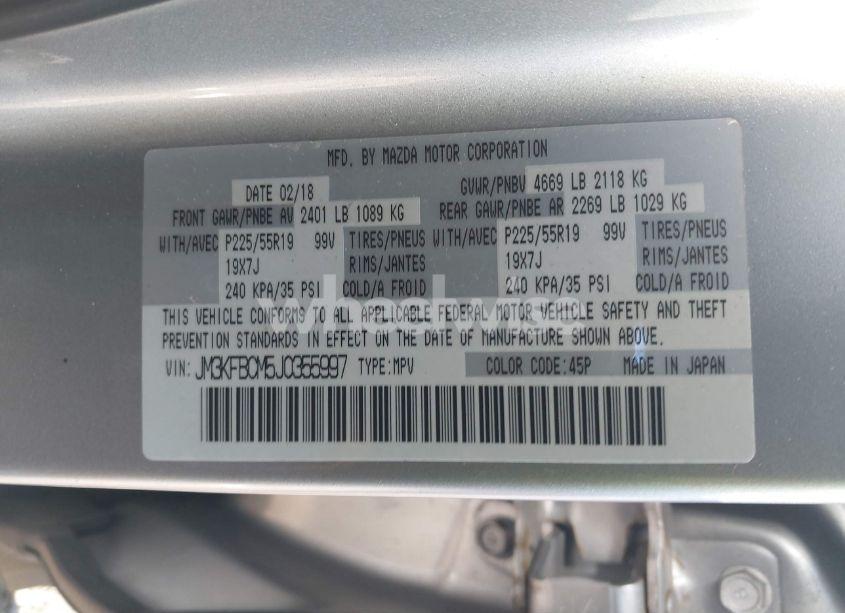 MFD. BY MAZDA MOTOR CORPORATION
DATE 02/18 GVWR/PNBV 4669 LB 2118 KG
FRONT GAWR/PNBE AV 2401 LB 1089 KG REAR GAWR/PNBE AR 2269 LB 1029 KG
WITH/AVEC P225/55R19 99V TIRES/PNEUS WITH/AVEC P225/55R19 99V TIRES/PNEUS
19X7J RIMS/JANTES 19X7J RIMS/JANTES
240 KPA/35 PSI COLD/A FROID 240 KPA/35 PSI COLD/A FROID
wheelwise
THIS VEHICLE CONFORMS TO ALL APPLICABLE FEDERAL MOTOR VEHICLE SAFETY AND THEFT
PREVENTION STANDARDS IN EFFECT ON THE DATE OF MANUFACTURE SHOWN ABOVE.
VIN: JM3KFBCM5J0355997 TYPE:MPV COLOR CODE:45P MADE IN JAPAN